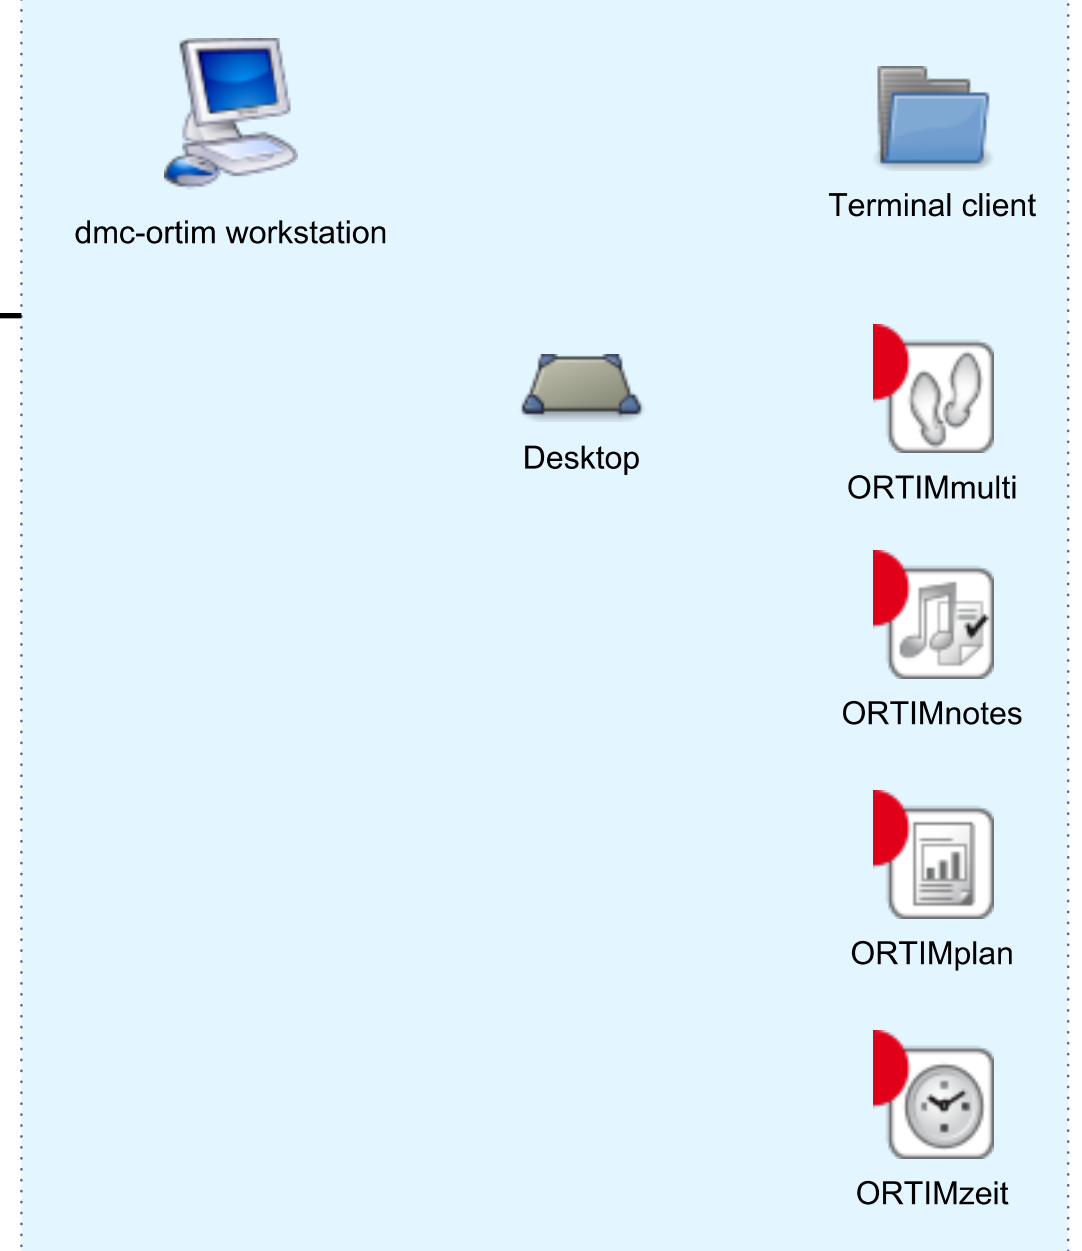 dmc-ortim workstation
Terminal client
Desktop
ORTIMmulti
ORTIMnotes
ORTIMplan
ORTIMzeit